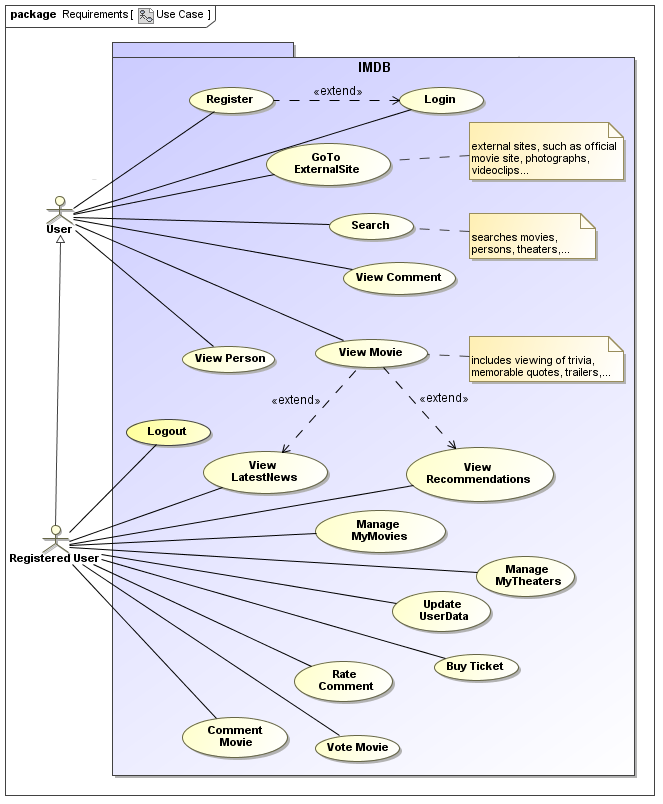 package Requirements [ Use Case ]
IMDB
Register
«extend»
Login
GoTo
ExternalSite
external sites, such as official
movie site, photographs,
videoclips...
User
Search
searches movies,
persons, theaters,...
View Comment
View Person
View Movie
includes viewing of trivia,
memorable quotes, trailers,...
«extend»
«extend»
Logout
View
LatestNews
View
Recommendations
Manage
MyMovies
Registered User
Manage
MyTheaters
Update
UserData
Buy Ticket
Rate
Comment
Comment
Movie
Vote Movie